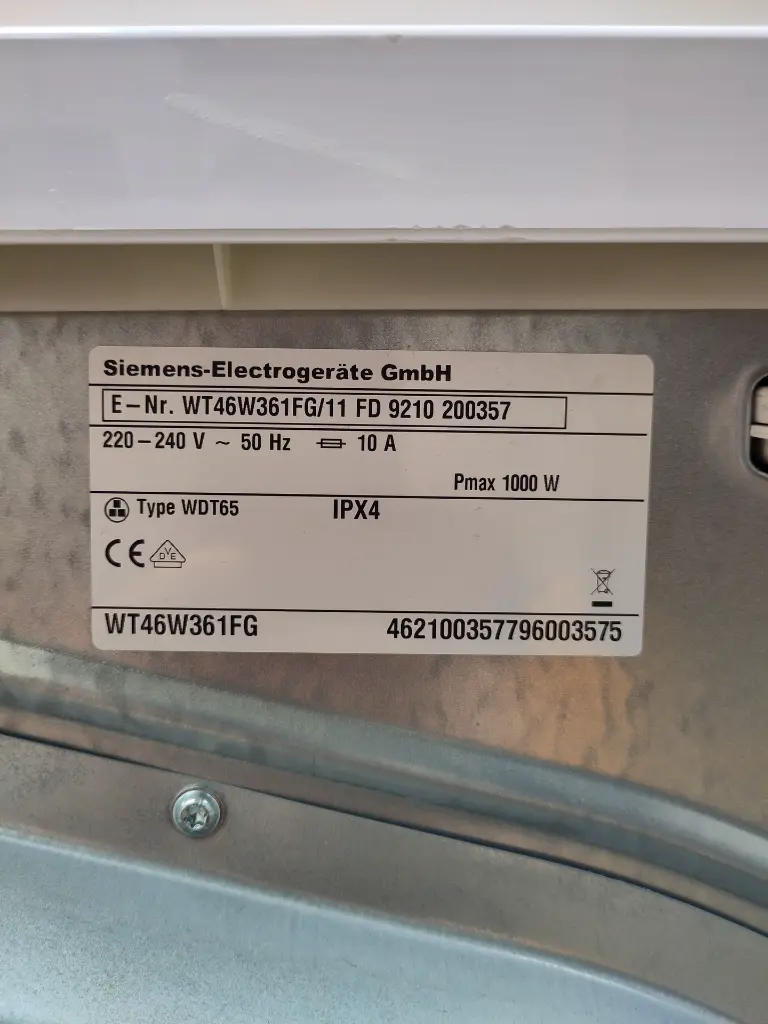 Siemens-Electrogeräte GmbH
E-Nr. WT46W361FG/11 FD 9210 200357
220-240 V ~ 50 Hz 10 A
Pmax 1000 W
Type WDT65 IPX4
CE DVE
WT46W361FG 462100357796003575